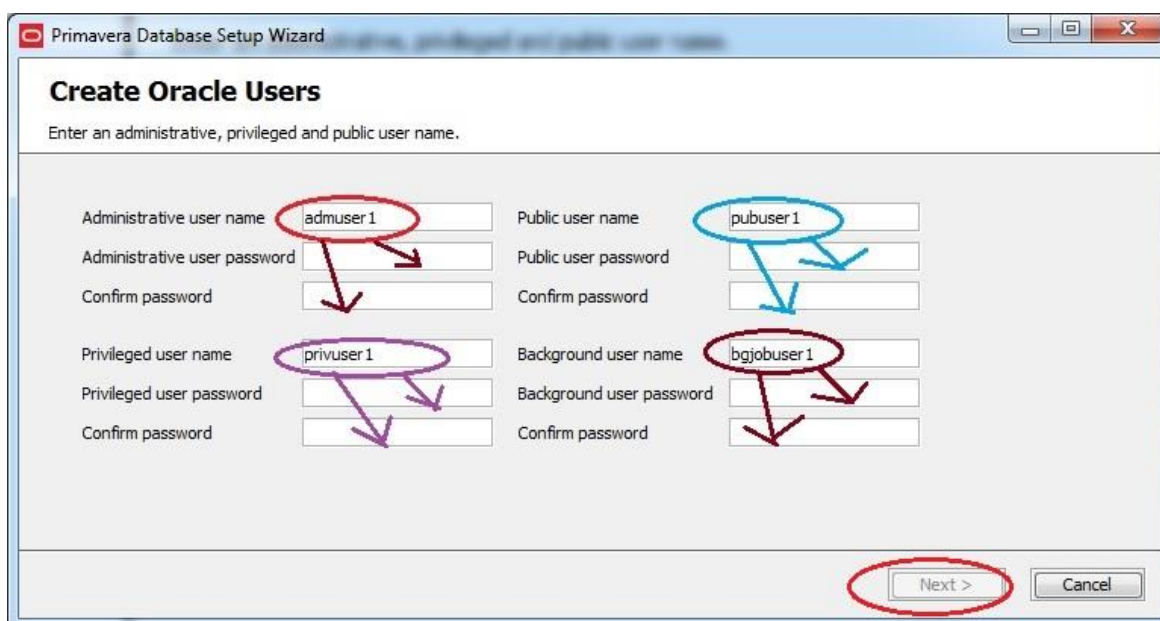 Primavera Database Setup Wizard
Create Oracle Users
Enter an administrative, privileged and public user name.
Administrative user name admuser1
Administrative user password
Confirm password
Privileged user name privuser1
Privileged user password
Confirm password
Public user name pubuser1
Public user password
Confirm password
Background user name bgjobuser1
Background user password
Confirm password
Next >
Cancel